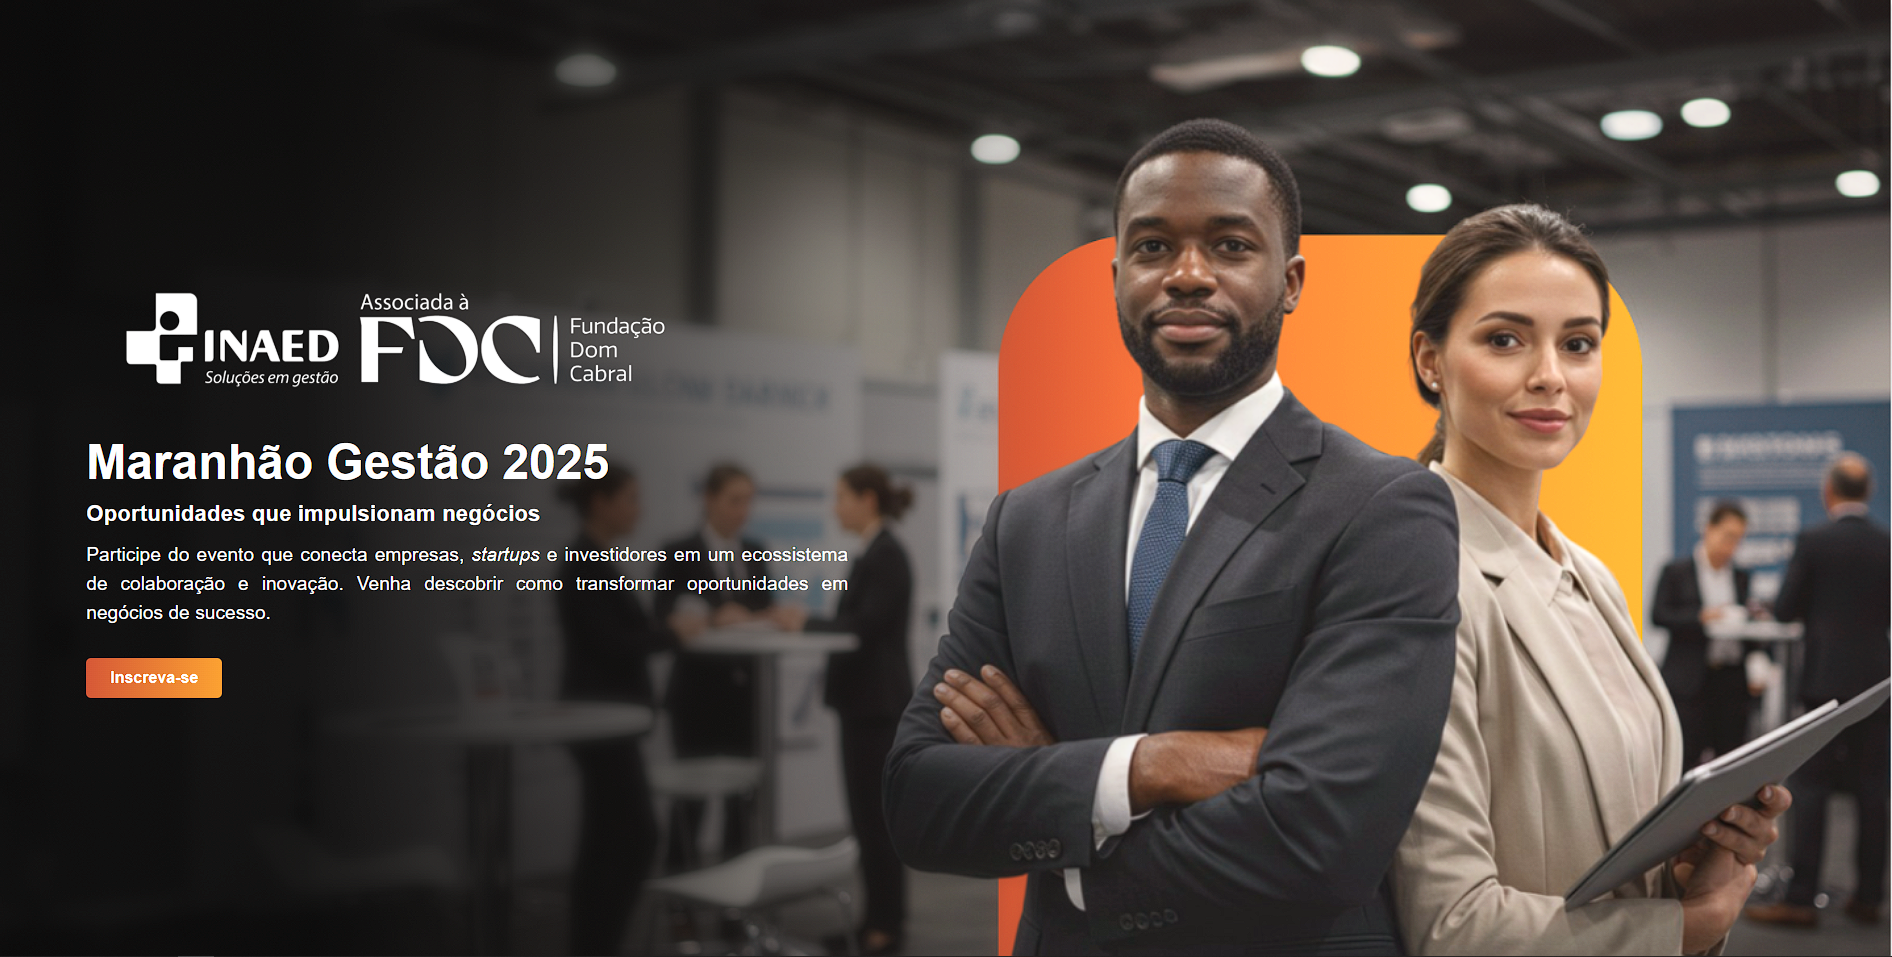 INAED
Soluções em gestão
Associada à
FDC
Fundação
Dom
Cabral
Maranhão Gestão 2025
Oportunidades que impulsionam negócios
Participe do evento que conecta empresas, startups e investidores em um ecossistema
de colaboração e inovação. Venha descobrir como transformar oportunidades em
negócios de sucesso.
Inscreva-se